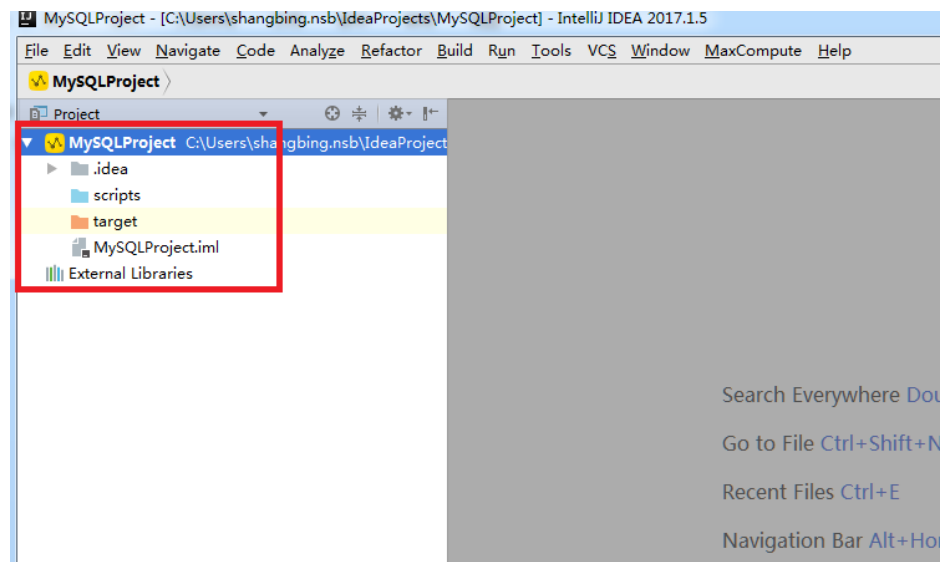 MySQLProject - [C:\Users\shangbing.nsb\IdeaProjects\MySQLProject] - IntelliJ IDEA 2017.1.5
File Edit View Navigate Code Analyze Refactor Build Run Tools VCS Window MaxCompute Help
MySQLProject
Project
MySQLProject C:\Users\shangbing.nsb\IdeaProject
.idea
scripts
target
MySQLProject.iml
External Libraries
Search Everywhere Dou
Go to File Ctrl+Shift+N
Recent Files Ctrl+E
Navigation Bar Alt+Ho